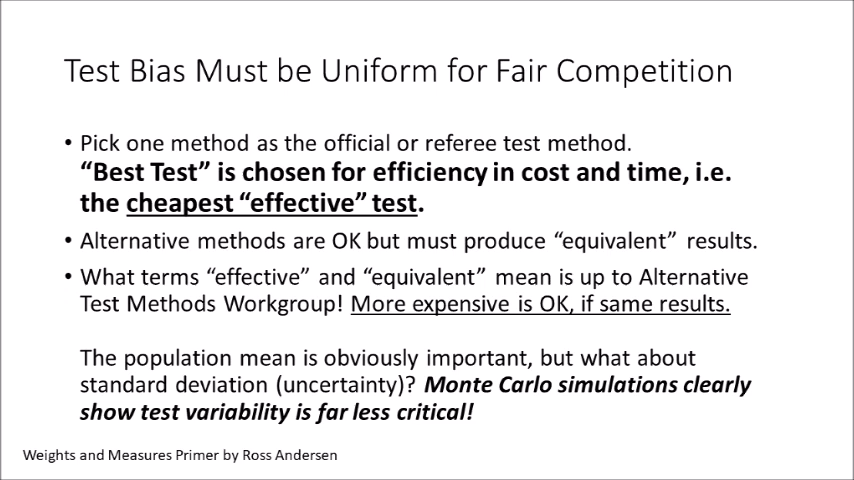 Test Bias Must be Uniform for Fair Competition
• Pick one method as the official or referee test method.
“Best Test” is chosen for efficiency in cost and time, i.e.
the cheapest “effective” test.
• Alternative methods are OK but must produce “equivalent” results.
• What terms “effective” and “equivalent” mean is up to Alternative
Test Methods Workgroup! More expensive is OK, if same results.
The population mean is obviously important, but what about
standard deviation (uncertainty)? Monte Carlo simulations clearly
show test variability is far less critical!
Weights and Measures Primer by Ross Andersen